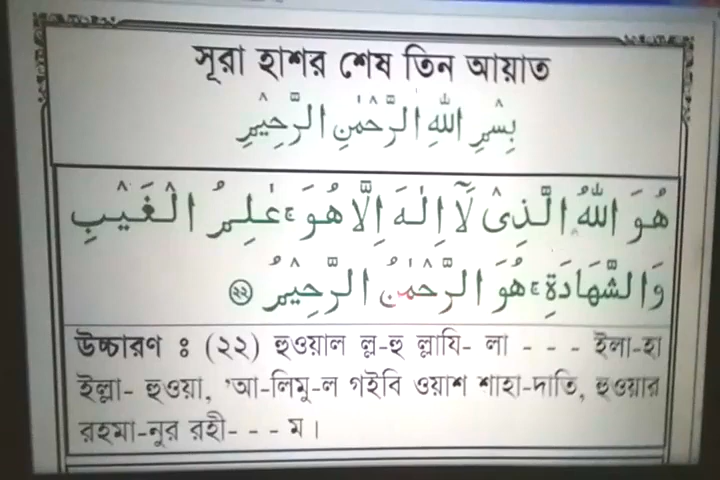 সূরা হাশর শেষ তিন আয়াত
بِسْمِ اللّٰهِ الرَّحْمٰنِ الرَّحِيْمِ
هُوَ اللّٰهُ الَّذِىْ لَآ اِلٰهَ اِلَّا هُوَ ۚ عٰلِمُ الْغَيْبِ
وَالشَّهَادَةِ ۚ هُوَ الرَّحْمٰنُ الرَّحِيْمُ ﴿٢٢﴾
উচ্চারণ ঃ (২২) হুওয়াল ল্ল-হু ল্লাযি- লা - - - ইলা-হা
ইল্লা- হুওয়া, 'আ-লিমু-ল গইবি ওয়াশ শাহা-দাতি, হুওয়ার
রহমা-নুর রহী- - - ম।